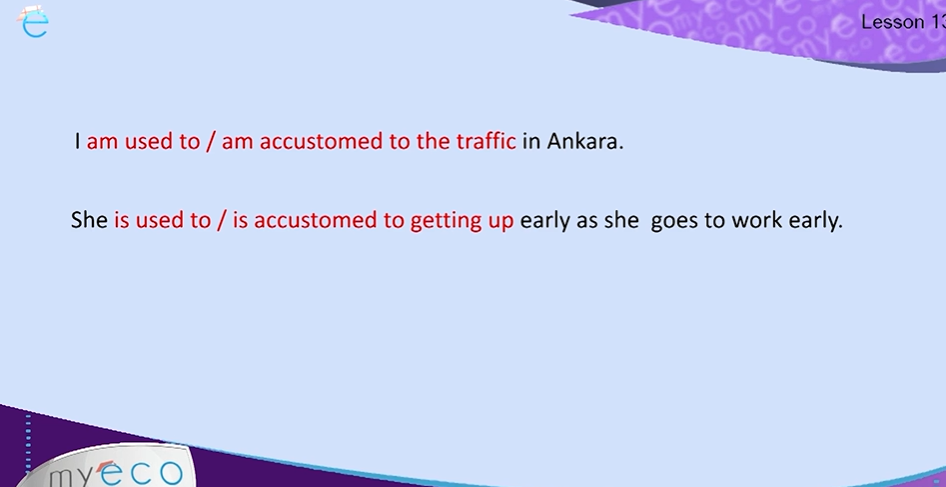 Lesson 13
I am used to / am accustomed to the traffic in Ankara.
She is used to / is accustomed to getting up early as she goes to work early.
myeco